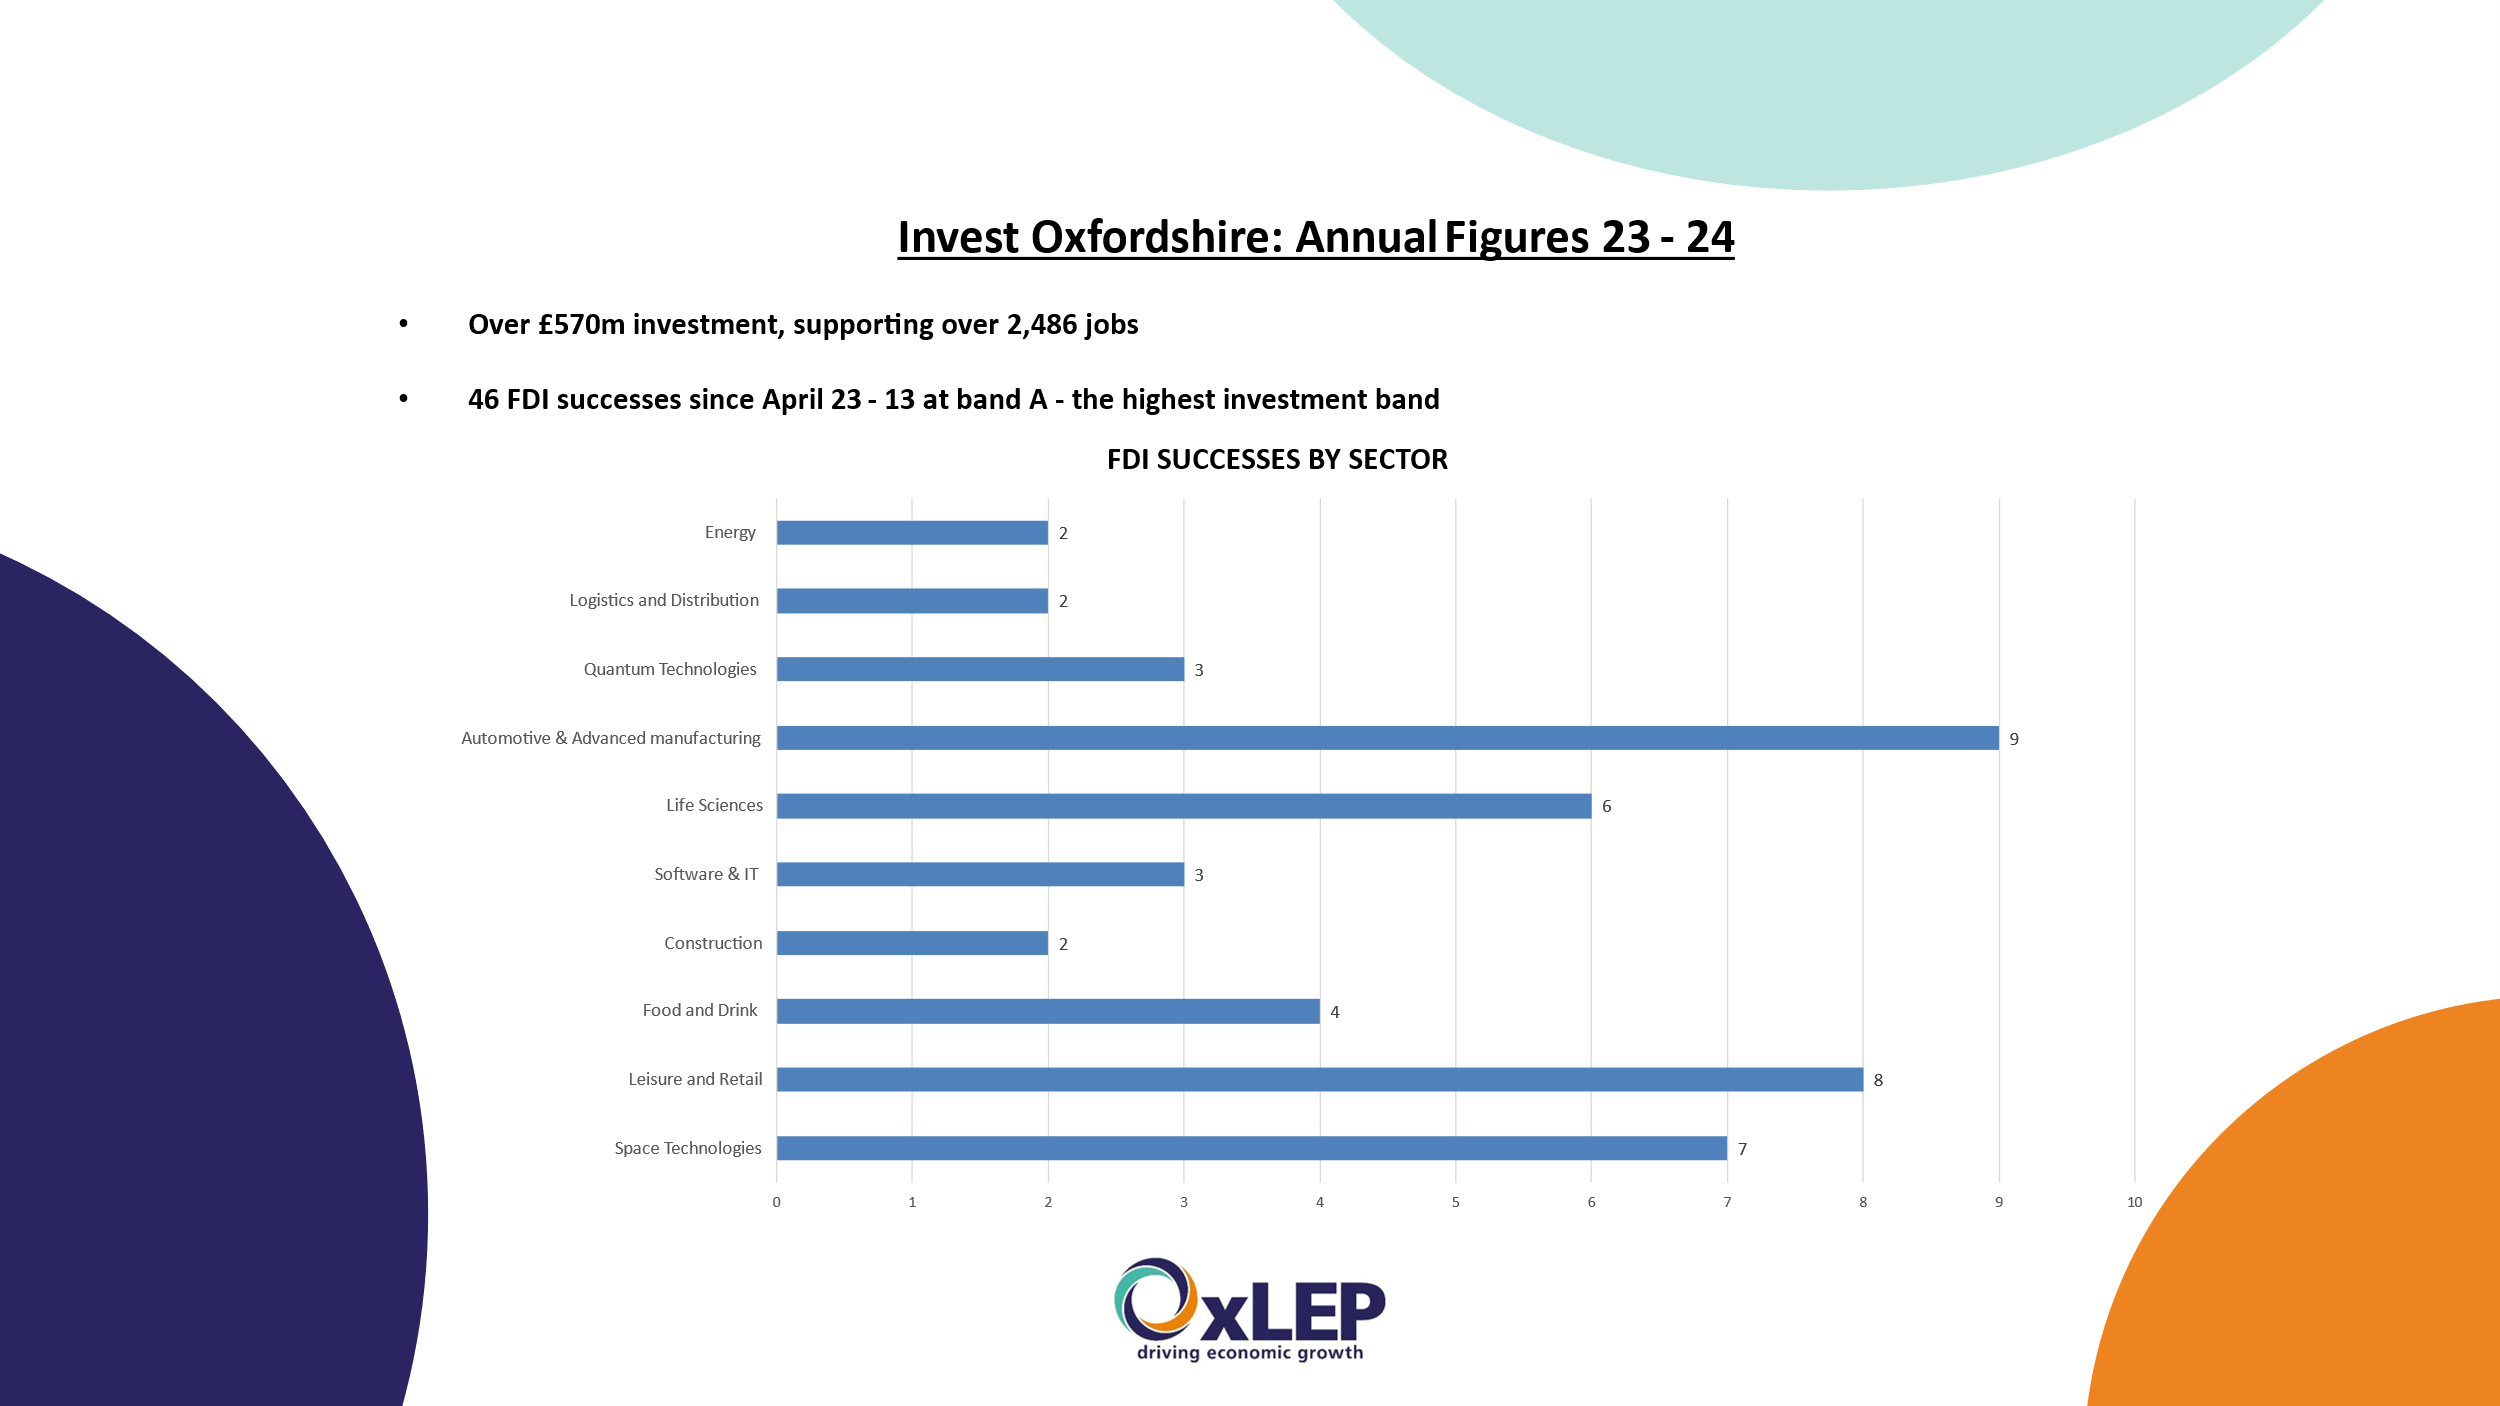 Invest Oxfordshire: Annual Figures 23 - 24
• Over £570m investment, supporting over 2,486 jobs
• 46 FDI successes since April 23 - 13 at band A - the highest investment band
FDI SUCCESSES BY SECTOR
Energy 2
Logistics and Distribution 2
Quantum Technologies 3
Automotive & Advanced manufacturing 9
Life Sciences 6
Software & IT 3
Construction 2
Food and Drink 4
Leisure and Retail 8
Space Technologies 7
0 1 2 3 4 5 6 7 8 9 10
OxLEP
driving economic growth